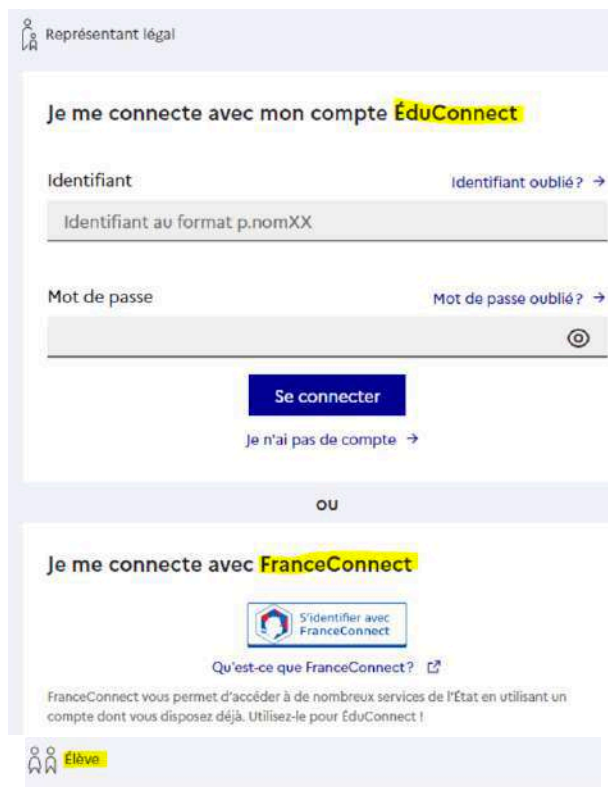 Représentant légal
Je me connecte avec mon compte ÉduConnect
Identifiant
Identifiant oublié? →
Identifiant au format p.nomXX
Mot de passe
Mot de passe oublié? →
Se connecter
Je n'ai pas de compte →
ou
Je me connecte avec FranceConnect
S'identifier avec
FranceConnect
Qu'est-ce que FranceConnect?
FranceConnect vous permet d'accéder à de nombreux services de l'État en utilisant un
compte dont vous disposez déjà. Utilisez-le pour ÉduConnect !
Élève